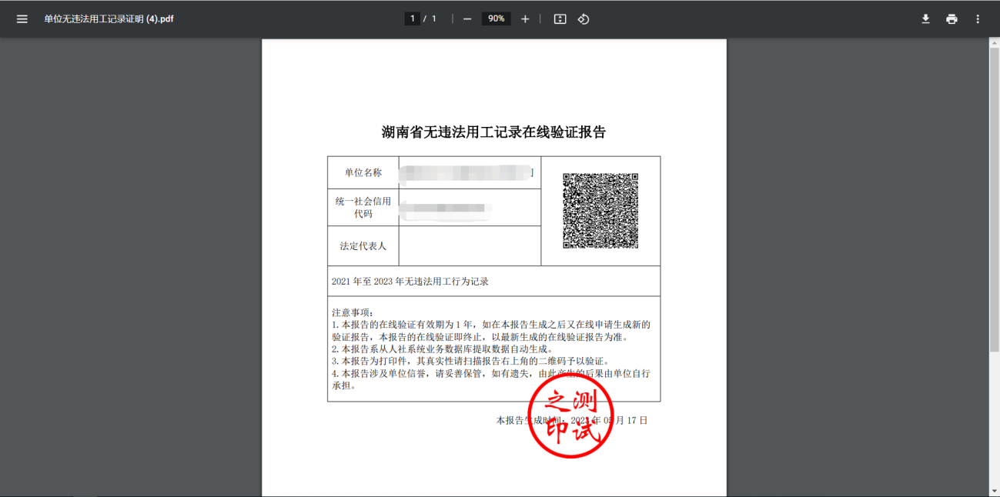 单位无违法用工记录证明 (4).pdf
1 / 1
90%
湖南省无违法用工记录在线验证报告
单位名称
统一社会信用
代码
法定代表人
2021 年至 2023 年无违法用工行为记录
注意事项：
1.本报告的在线验证有效期为 1 年，如在本报告生成之后又在线申请生成新的
验证报告，本报告的在线验证即终止，以最新生成的在线验证报告为准。
2.本报告系从人社系统业务数据库提取数据自动生成。
3.本报告为打印件，其真实性请扫描报告右上角的二维码予以验证。
4.本报告涉及单位信誉，请妥善保管，如有遗失，由此产生的后果由单位自行
承担。
本报告生成时间：2023 年 05 月 17 日
测试之印